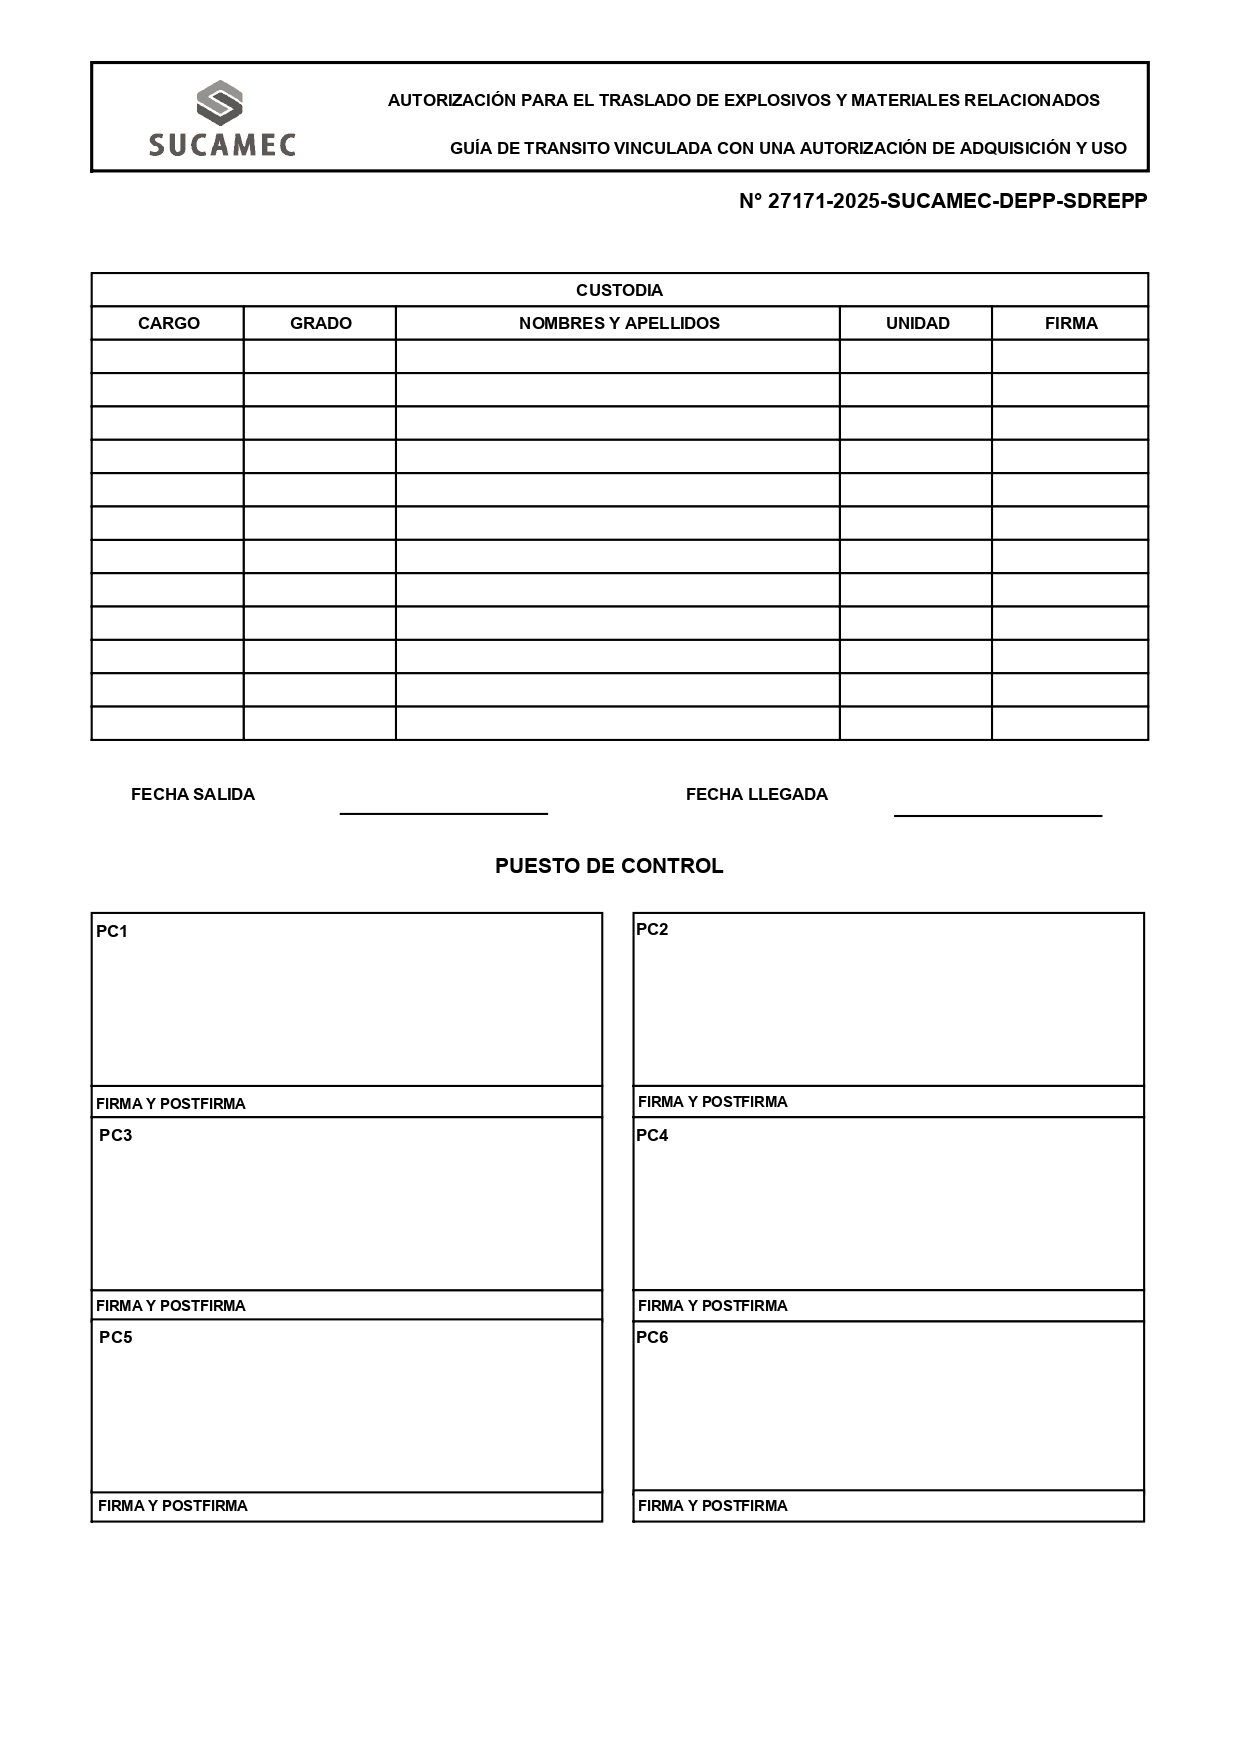 SUCAMEC
AUTORIZACIÓN PARA EL TRASLADO DE EXPLOSIVOS Y MATERIALES RELACIONADOS
GUÍA DE TRANSITO VINCULADA CON UNA AUTORIZACIÓN DE ADQUISICIÓN Y USO
N° 27171-2025-SUCAMEC-DEPP-SDREPP
CUSTODIA
CARGO GRADO NOMBRES Y APELLIDOS UNIDAD FIRMA
FECHA SALIDA FECHA LLEGADA
PUESTO DE CONTROL
PC1 PC2
FIRMA Y POSTFIRMA FIRMA Y POSTFIRMA
PC3 PC4
FIRMA Y POSTFIRMA FIRMA Y POSTFIRMA
PC5 PC6
FIRMA Y POSTFIRMA FIRMA Y POSTFIRMA